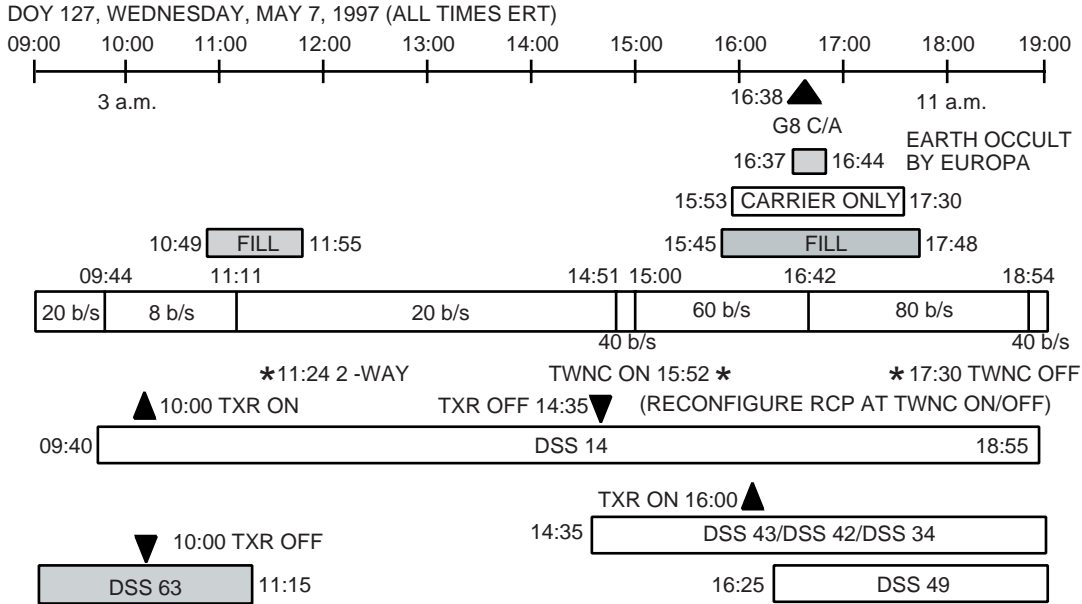 DOY 127, WEDNESDAY, MAY 7, 1997 (ALL TIMES ERT)
09:00 10:00 11:00 12:00 13:00 14:00 15:00 16:00 17:00 18:00 19:00
3 a.m. 16:38 11 a.m.
G8 C/A
EARTH OCCULT
16:37 16:44 BY EUROPA
15:53 CARRIER ONLY 17:30
10:49 FILL 11:55 15:45 FILL 17:48
09:44 11:11 14:51 15:00 16:42 18:54
20 b/s 8 b/s 20 b/s 60 b/s 80 b/s
40 b/s 40 b/s
*11:24 2 -WAY TWNC ON 15:52 * *17:30 TWNC OFF
10:00 TXR ON TXR OFF 14:35 (RECONFIGURE RCP AT TWNC ON/OFF)
09:40 DSS 14 18:55
TXR ON 16:00
14:35 DSS 43/DSS 42/DSS 34
10:00 TXR OFF
DSS 63 11:15 16:25 DSS 49